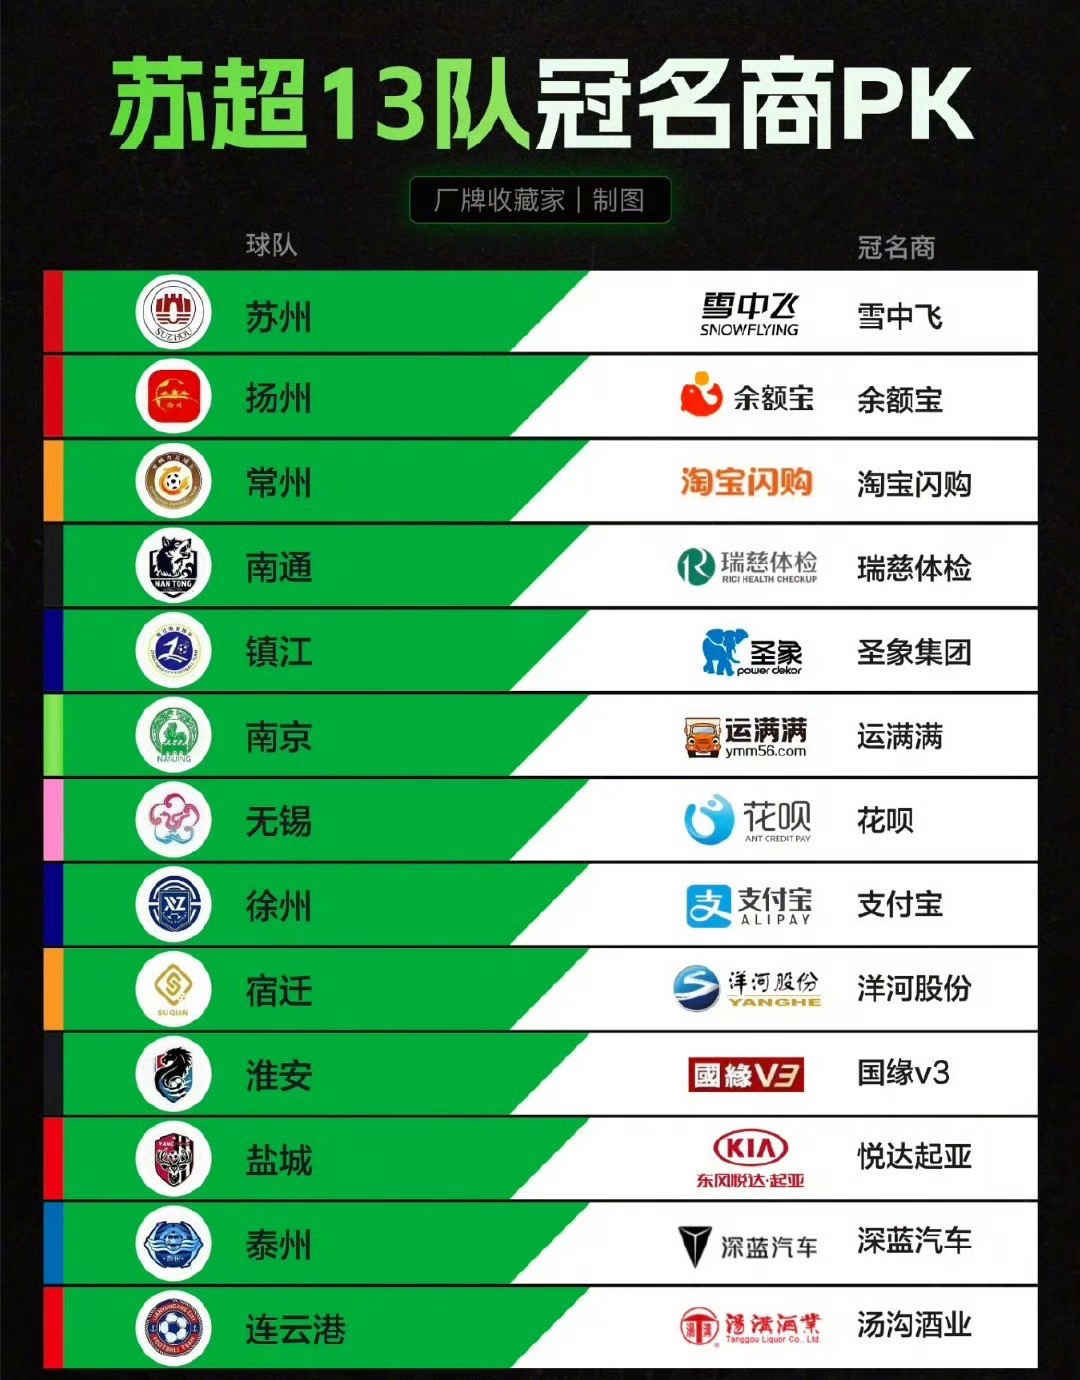 苏超13队冠名商PK
厂牌收藏家｜制图
球队 冠名商
SUZHOU 苏州 雪中飞 SNOWFLYING 雪中飞
扬州 余额宝 余额宝
常州 淘宝闪购 淘宝闪购
NAN TONG 南通 瑞慈体检 RICI HEALTH CHECKUP 瑞慈体检
镇江 圣象 power dekor 圣象集团
NANJING 南京 运满满 ymm56.com 运满满
无锡 花呗 ANT CREDIT PAY 花呗
XZ 徐州 支 支付宝 ALIPAY 支付宝
SUQIAN 宿迁 洋河股份 YANGHE 洋河股份
淮安 國緣V3 国缘v3
盐城 KIA 东风悦达·起亚 悦达起亚
泰州 深蓝汽车 深蓝汽车
连云港 汤沟酒業 Tanggou Liquor Co., Ltd. 汤沟酒业